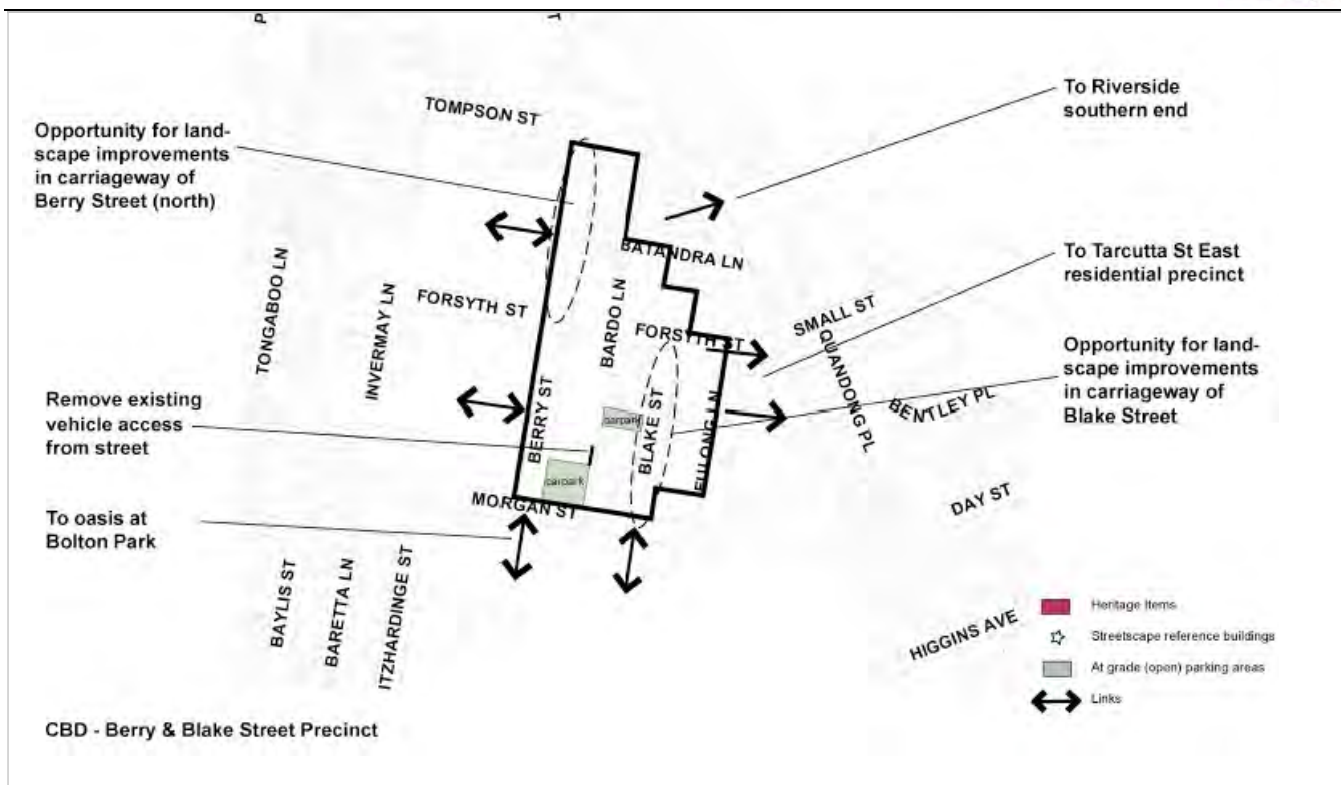 P
T
TOMPSON ST
To Riverside
southern end
Opportunity for land-
scape improvements
in carriageway of
Berry Street (north)
BATANDRA LN
To Tarcutta St East
residential precinct
TONGABOO LN
INVERMAY LN
FORSYTH ST
BARDO LN
FORSYTH ST
SMALL ST
QUANDONG PL
BENTLEY PL
Opportunity for land-
scape improvements
in carriageway of
Blake Street
Remove existing
vehicle access
from street
BERRY ST
carpark
BLAKE ST
FULONG LN
carpark
MORGAN ST
DAY ST
To oasis at
Bolton Park
BAYLIS ST
BARETTA LN
ITZHARDINGE ST
HIGGINS AVE
Heritage Items
Streetscape reference buildings
At grade (open) parking areas
Links
CBD - Berry & Blake Street Precinct